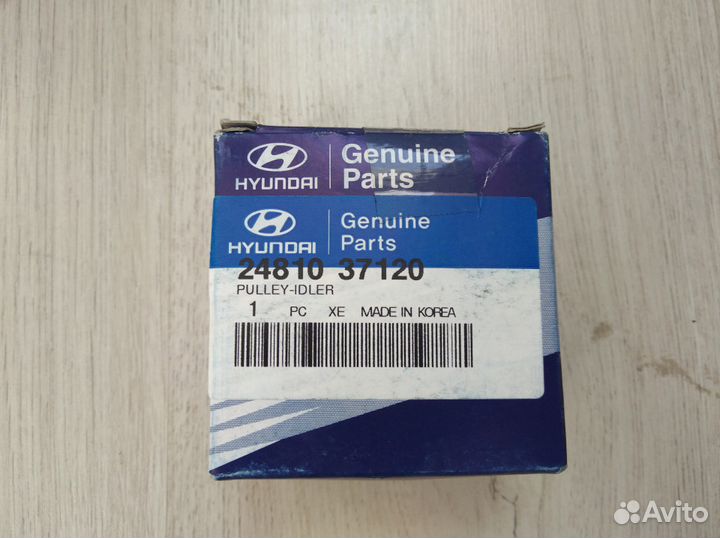 HYUNDAI
Genuine
Parts
HYUNDAI
Genuine
Parts
24810 37120
PULLEY-IDLER
1 PC XE MADE IN KOREA
Avito